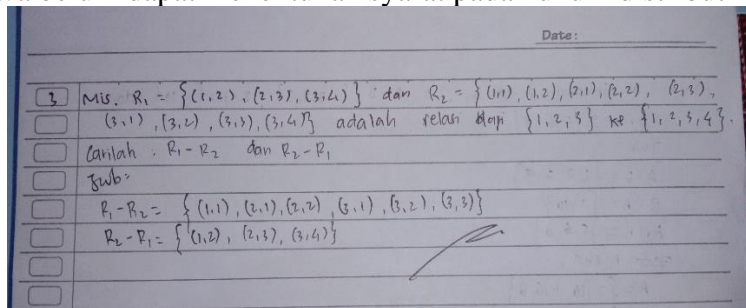 Date:
3 Mis. R₁ = {(1,2), (2,3), (3,4)} dan R₂ = {(1,1), (1,2), (2,1), (2,2), (2,3),
(3,1), (3,2), (3,3), (3,4)} adalah relasi dari {1,2,3} ke {1,2,3,4}.
Carilah : R₁-R₂ dan R₂-R₁
Jwb:
R₁-R₂ = {(1,1), (2,1), (2,2), (3,1), (3,2), (3,3)}
R₂-R₁ = {(1,2), (2,3), (3,4)}